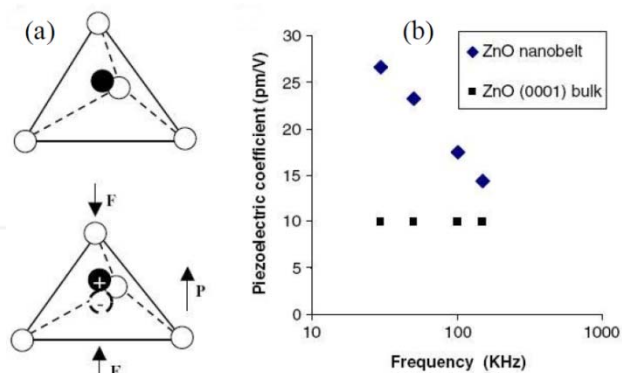 (a)
F
+
-
P
F
(b)
Piezoelectric coefficient (pm/V)
30
25
20
15
10
5
0
ZnO nanobelt
ZnO (0001) bulk
10 100 1000
Frequency (KHz)